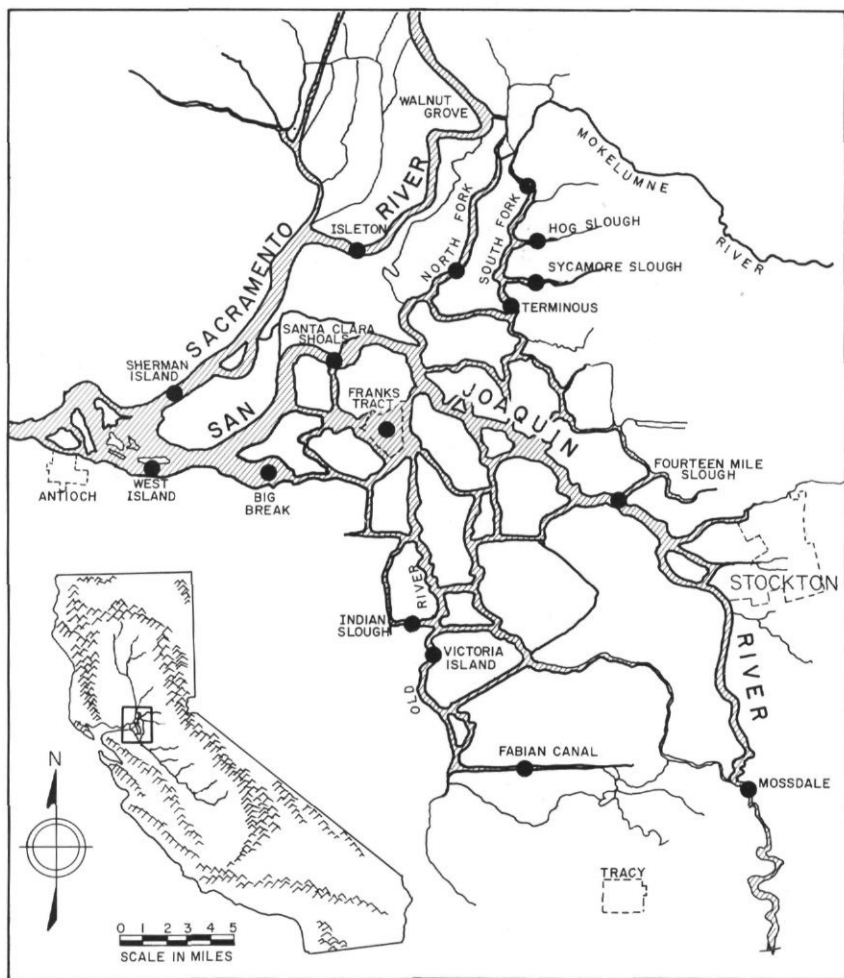 WALNUT
GROVE
MOKELUMNE
RIVER
RIVER
NORTH FORK
SOUTH FORK
HOG SLOUGH
ISLETON
SYCAMORE SLOUGH
SACRAMENTO
TERMINOUS
SANTA CLARA
SHOALS
SHERMAN
ISLAND
FRANKS
TRACT
SAN
JOAQUIN
FOURTEEN MILE
SLOUGH
ANTIOCH
WEST
ISLAND
BIG
BREAK
STOCKTON
RIVER
INDIAN
SLOUGH
VICTORIA
ISLAND
OLD
RIVER
FABIAN CANAL
MOSSDALE
N
TRACY
0 1 2 3 4 5
SCALE IN MILES